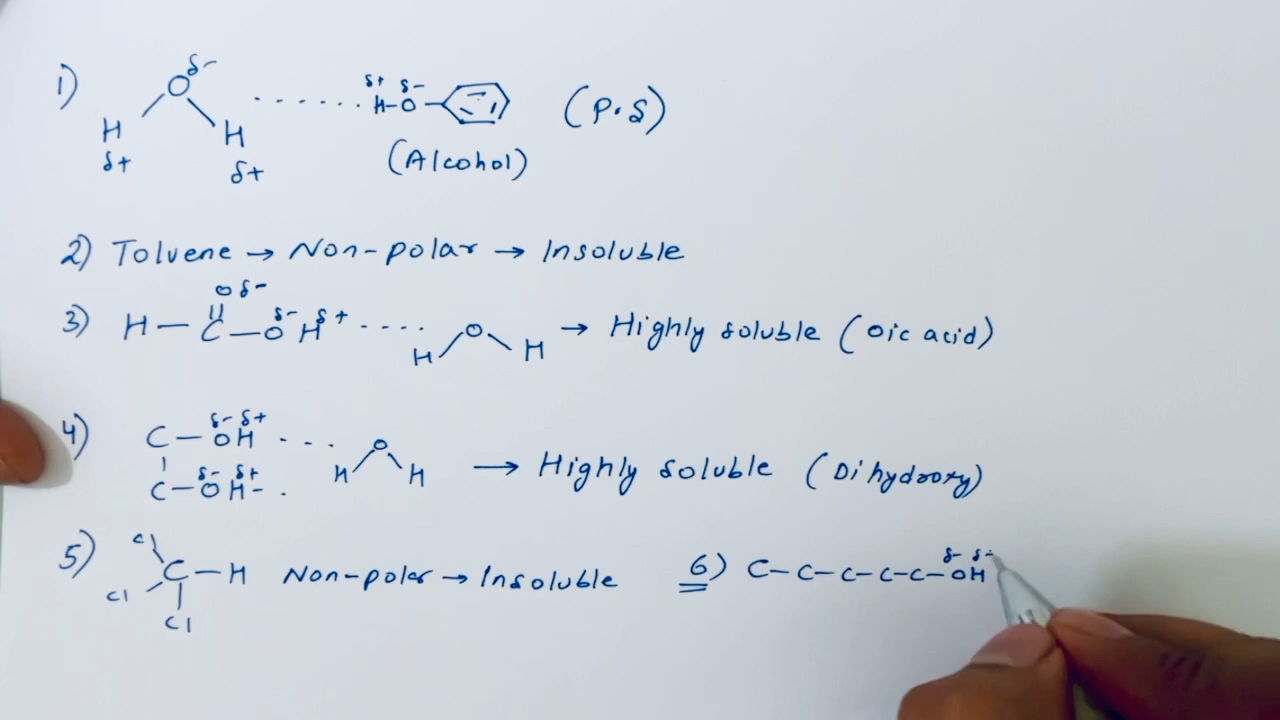 1) O δ- H δ+ H δ+ ...... δ+ δ- H-O (P.S)
(Alcohol)
2) Toluene → Non-polar → Insoluble
3) H - C = O δ- - δ- O H δ+ .... H O H → Highly soluble (oic acid)
4) C - δ- δ+ OH ... H O H → Highly soluble (Dihydroxy)
C - δ- δ+ OH - .
5) Cl Cl Cl C - H Non-polar → Insoluble 6) C-C-C-C-C- δ- δ- OH